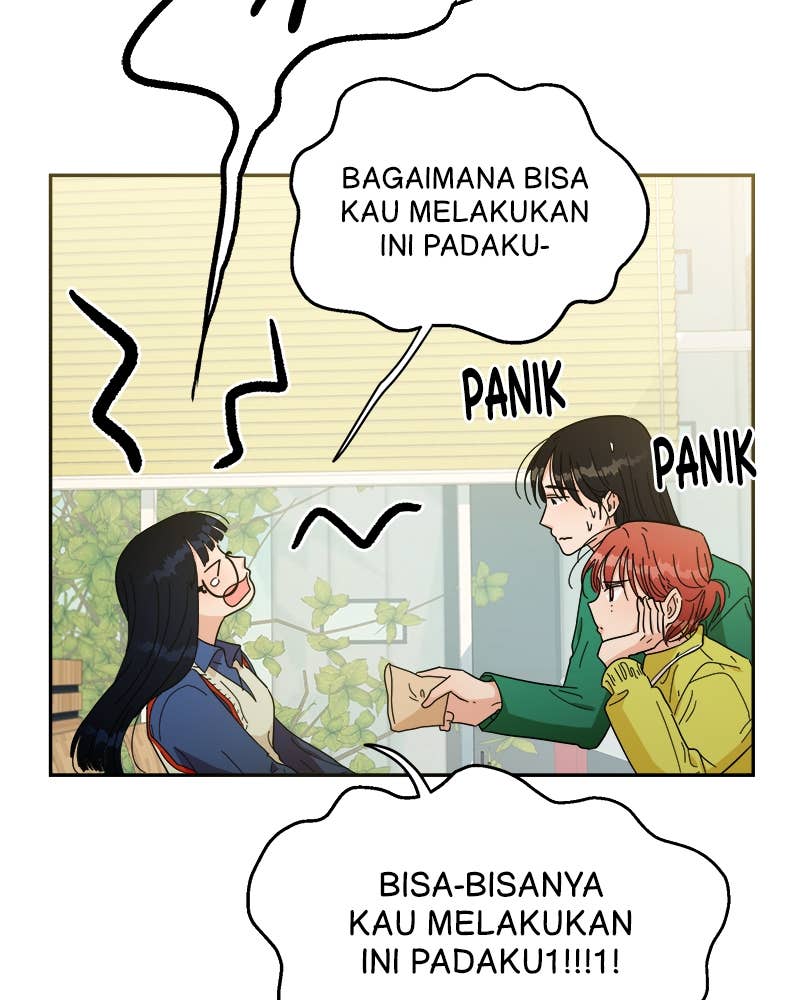 BAGAIMANA BISA
KAU MELAKUKAN
INI PADAKU-
PANIK
PANIK
BISA-BISANYA
KAU MELAKUKAN
INI PADAKU1!!!1!